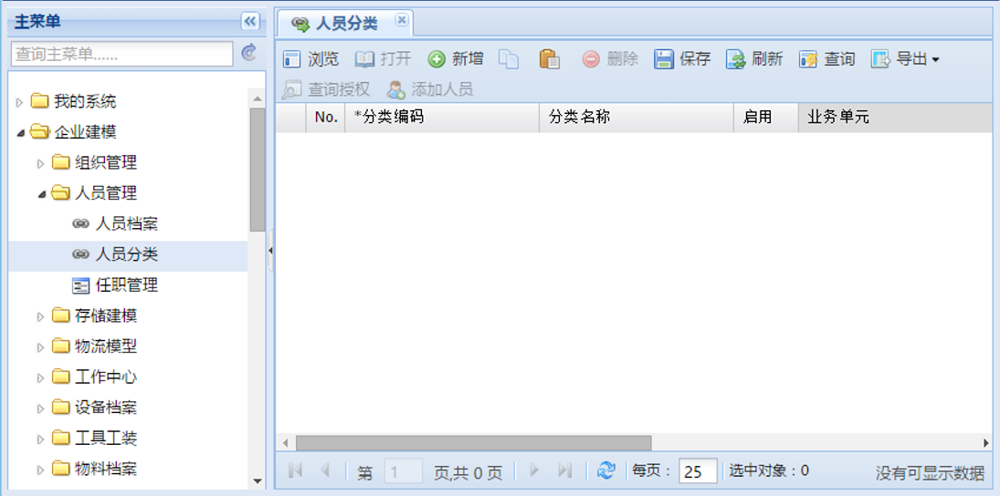 主菜单
查询主菜单......
我的系统
企业建模
组织管理
人员管理
人员档案
人员分类
任职管理
存储建模
物流模型
工作中心
设备档案
工具工装
物料档案
人员分类
浏览 打开 新增 删除 保存 刷新 查询 导出
查询授权 添加人员
No. *分类编码 分类名称 启用 业务单元
第 1 页,共 0 页 每页： 25 选中对象：0 没有可显示数据